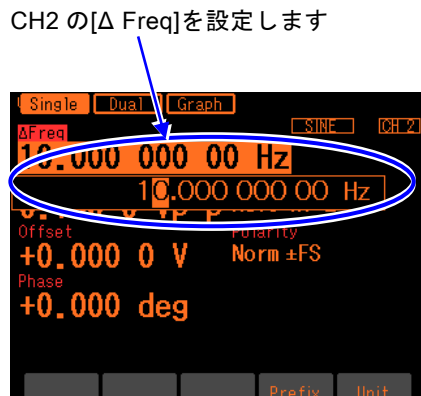 CH2 の[Δ Freq]を設定します
Single Dual Graph
SINE CH 2
ΔFreq
10.000 000 00 Hz
10.000 000 00 Hz
Offset Polarity
+0.000 0 V Norm ±FS
Phase
+0.000 deg
Prefix Unit